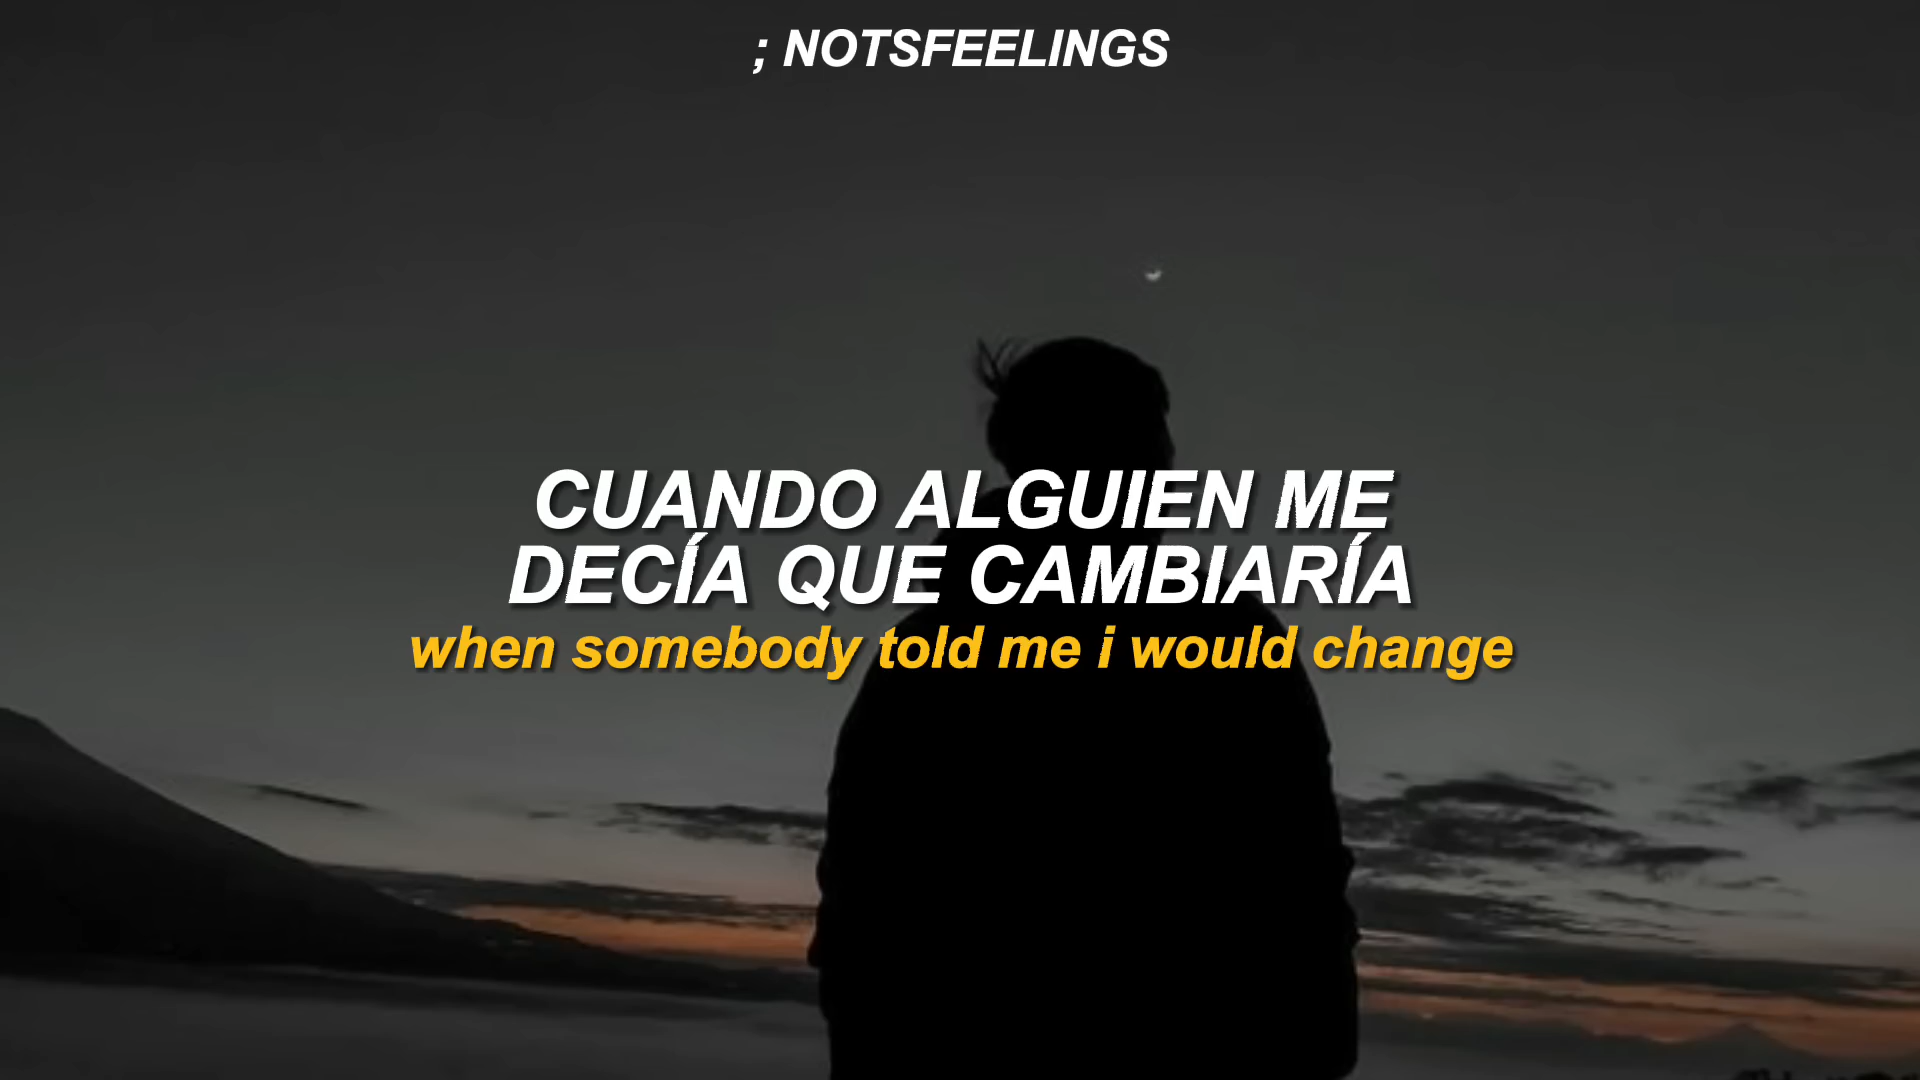 ; NOTSFEELINGS
CUANDO ALGUIEN ME
DECÍA QUE CAMBIARÍA
when somebody told me i would change